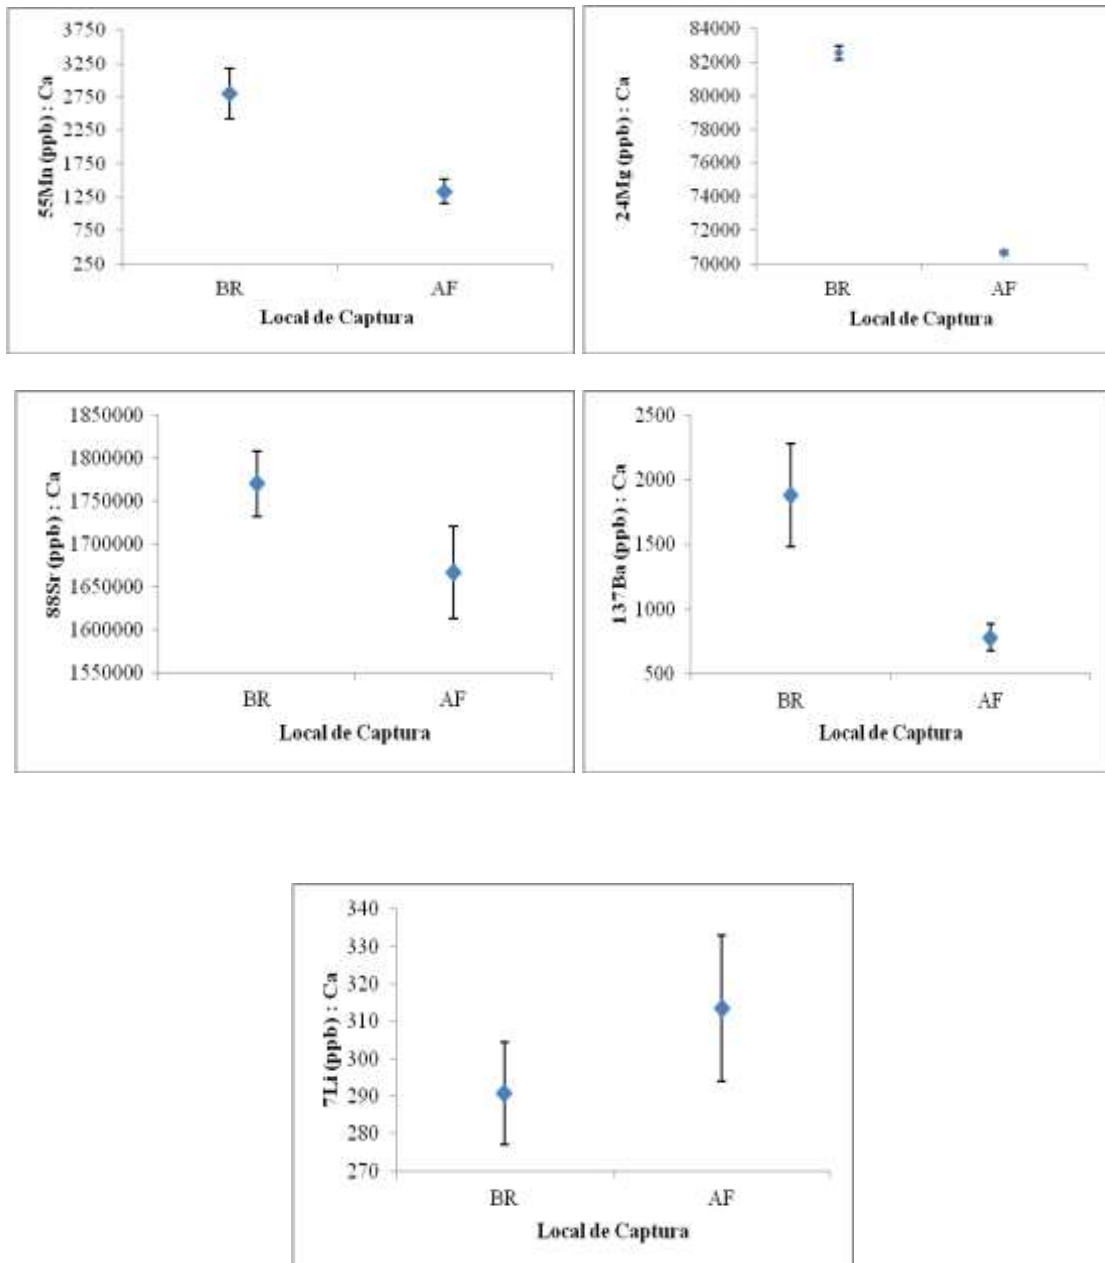 55Mn (ppb) : Ca
3750
3250
2750
2250
1750
1250
750
250
BR AF
Local de Captura
24Mg (ppb) : Ca
84000
82000
80000
78000
76000
74000
72000
70000
BR AF
Local de Captura
88Sr (ppb) : Ca
1850000
1800000
1750000
1700000
1650000
1600000
1550000
BR AF
Local de Captura
137Ba (ppb) : Ca
2500
2000
1500
1000
500
BR AF
Local de Captura
7Li (ppb) : Ca
340
330
320
310
300
290
280
270
BR AF
Local de Captura